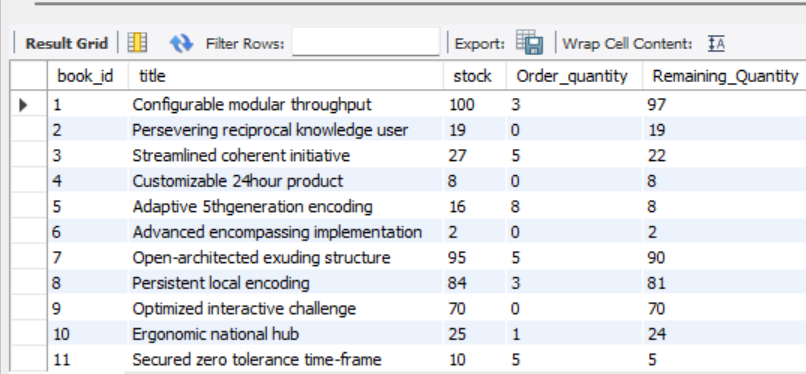 Result Grid Filter Rows: Export: Wrap Cell Content: IA
book_id title stock Order_quantity Remaining_Quantity
1 Configurable modular throughput 100 3 97
2 Persevering reciprocal knowledge user 19 0 19
3 Streamlined coherent initiative 27 5 22
4 Customizable 24hour product 8 0 8
5 Adaptive 5thgeneration encoding 16 8 8
6 Advanced encompassing implementation 2 0 2
7 Open-architected exuding structure 95 5 90
8 Persistent local encoding 84 3 81
9 Optimized interactive challenge 70 0 70
10 Ergonomic national hub 25 1 24
11 Secured zero tolerance time-frame 10 5 5